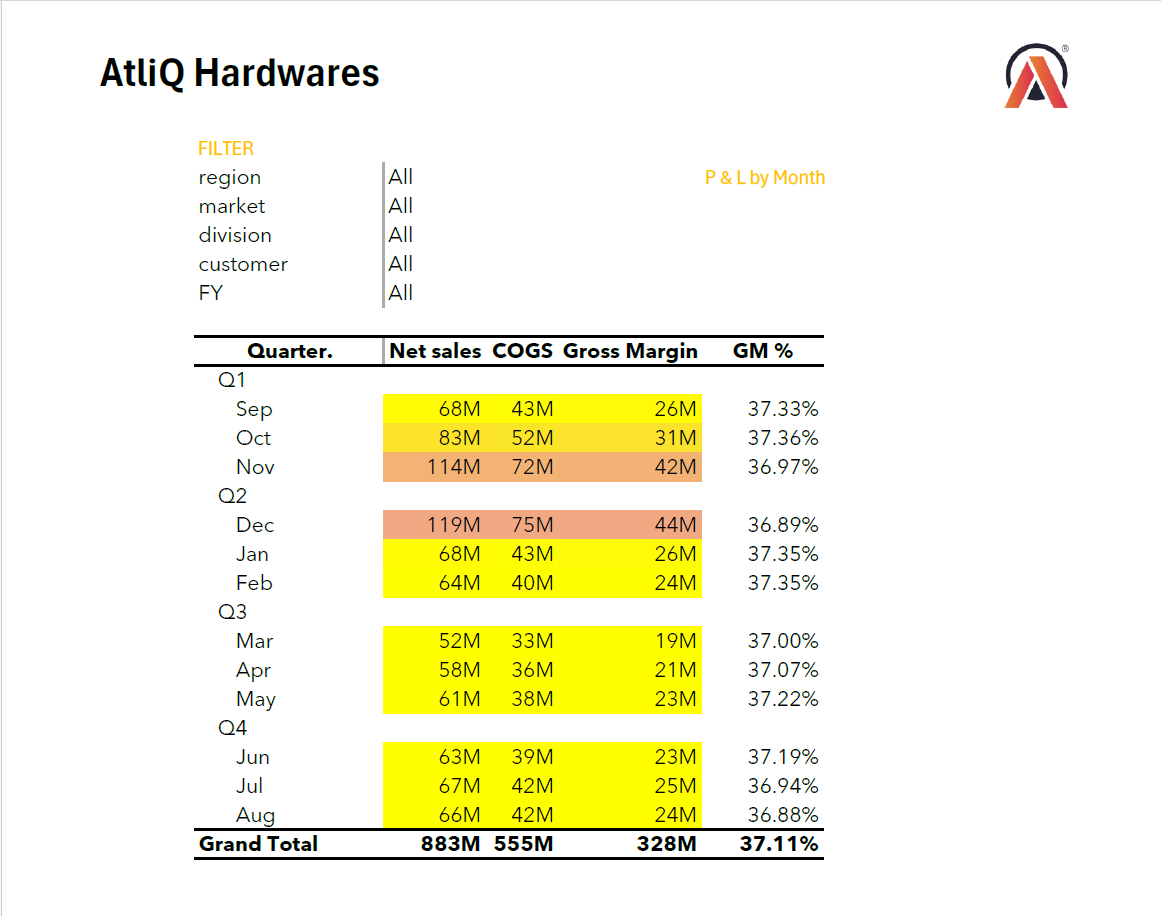 AtliQ Hardwares
®
FILTER
region All P & L by Month
market All
division All
customer All
FY All
Quarter. Net sales COGS Gross Margin GM %
Q1
Sep 68M 43M 26M 37.33%
Oct 83M 52M 31M 37.36%
Nov 114M 72M 42M 36.97%
Q2
Dec 119M 75M 44M 36.89%
Jan 68M 43M 26M 37.35%
Feb 64M 40M 24M 37.35%
Q3
Mar 52M 33M 19M 37.00%
Apr 58M 36M 21M 37.07%
May 61M 38M 23M 37.22%
Q4
Jun 63M 39M 23M 37.19%
Jul 67M 42M 25M 36.94%
Aug 66M 42M 24M 36.88%
Grand Total 883M 555M 328M 37.11%